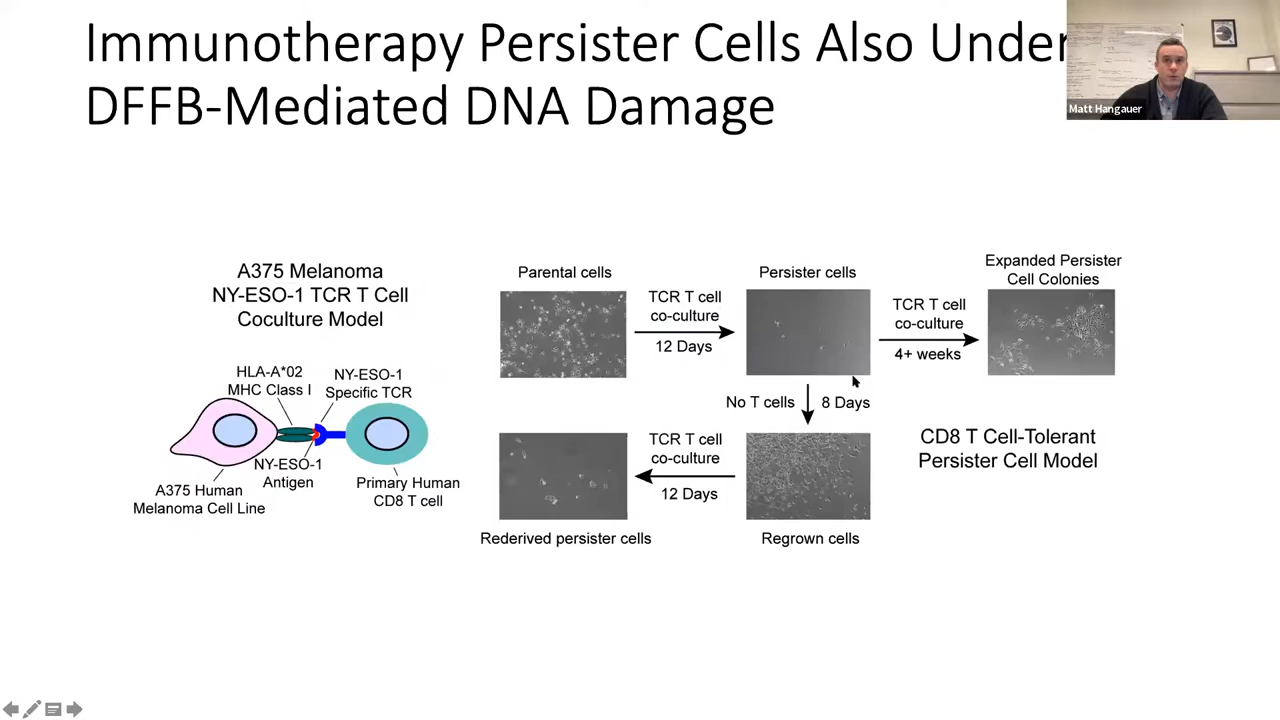 Immunotherapy Persister Cells Also Under
DFFB-Mediated DNA Damage
Matt Hangauer
A375 Melanoma
NY-ESO-1 TCR T Cell
Coculture Model
HLA-A*02
MHC Class I
NY-ESO-1
Specific TCR
NY-ESO-1
Antigen
A375 Human
Melanoma Cell Line
Primary Human
CD8 T cell
Parental cells
TCR T cell
co-culture
12 Days
Persister cells
TCR T cell
co-culture
4+ weeks
Expanded Persister
Cell Colonies
No T cells
8 Days
Regrown cells
TCR T cell
co-culture
12 Days
Rederived persister cells
CD8 T Cell-Tolerant
Persister Cell Model